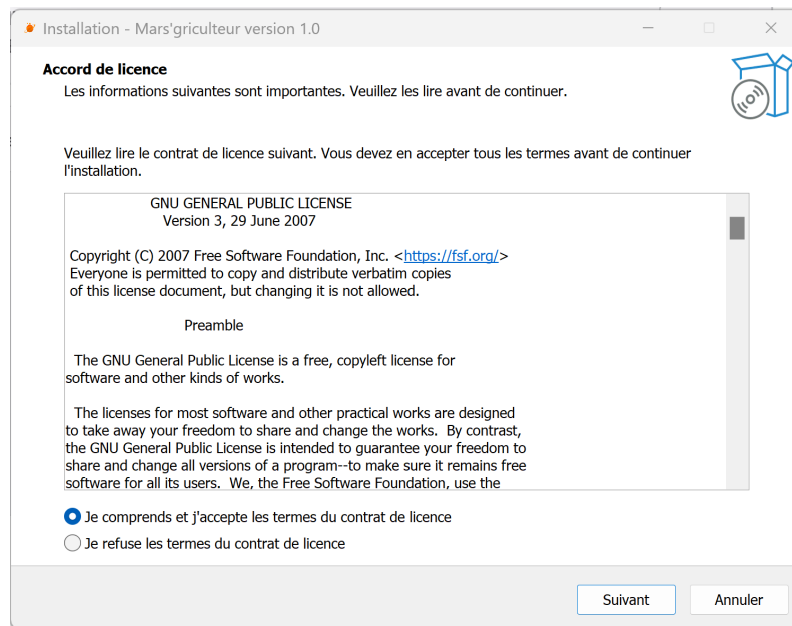 Installation - Mars'griculteur version 1.0
Accord de licence
Les informations suivantes sont importantes. Veuillez les lire avant de continuer.
Veuillez lire le contrat de licence suivant. Vous devez en accepter tous les termes avant de continuer
l'installation.
GNU GENERAL PUBLIC LICENSE
Version 3, 29 June 2007
Copyright (C) 2007 Free Software Foundation, Inc. <https://fsf.org/>
Everyone is permitted to copy and distribute verbatim copies
of this license document, but changing it is not allowed.
Preamble
The GNU General Public License is a free, copyleft license for
software and other kinds of works.
The licenses for most software and other practical works are designed
to take away your freedom to share and change the works.  By contrast,
the GNU General Public License is intended to guarantee your freedom to
share and change all versions of a program--to make sure it remains free
software for all its users.  We, the Free Software Foundation, use the
Je comprends et j'accepte les termes du contrat de licence
Je refuse les termes du contrat de licence
Suivant
Annuler